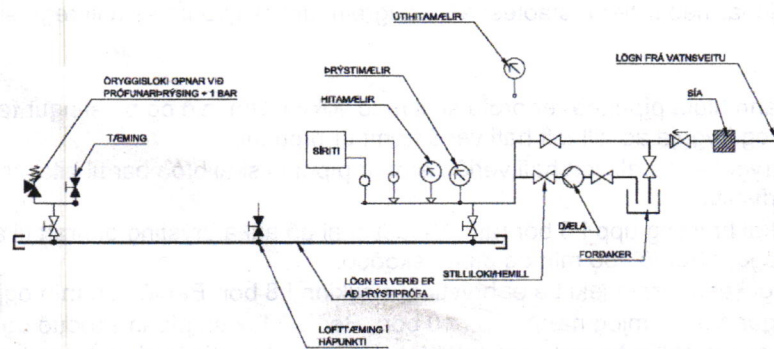 ÚTIHITAMÆLIR
LÖGN FRÁ VATNSVEITU
ÞRÝSTIMÆLIR
HITAMÆLIR
SÍA
ÖRYGGISLOKI OPNAR VIÐ
PRÓFUNARÞRÝSING + 1 BAR
TÆMING
SÍRITI
DÆLA
FORÐAKER
STILLILOKI/HEMILL
LÖGN ER VERIÐ ER
AÐ ÞRÝSTIPRÓFA
LOFTTÆMING Í
HÁPUNKTI